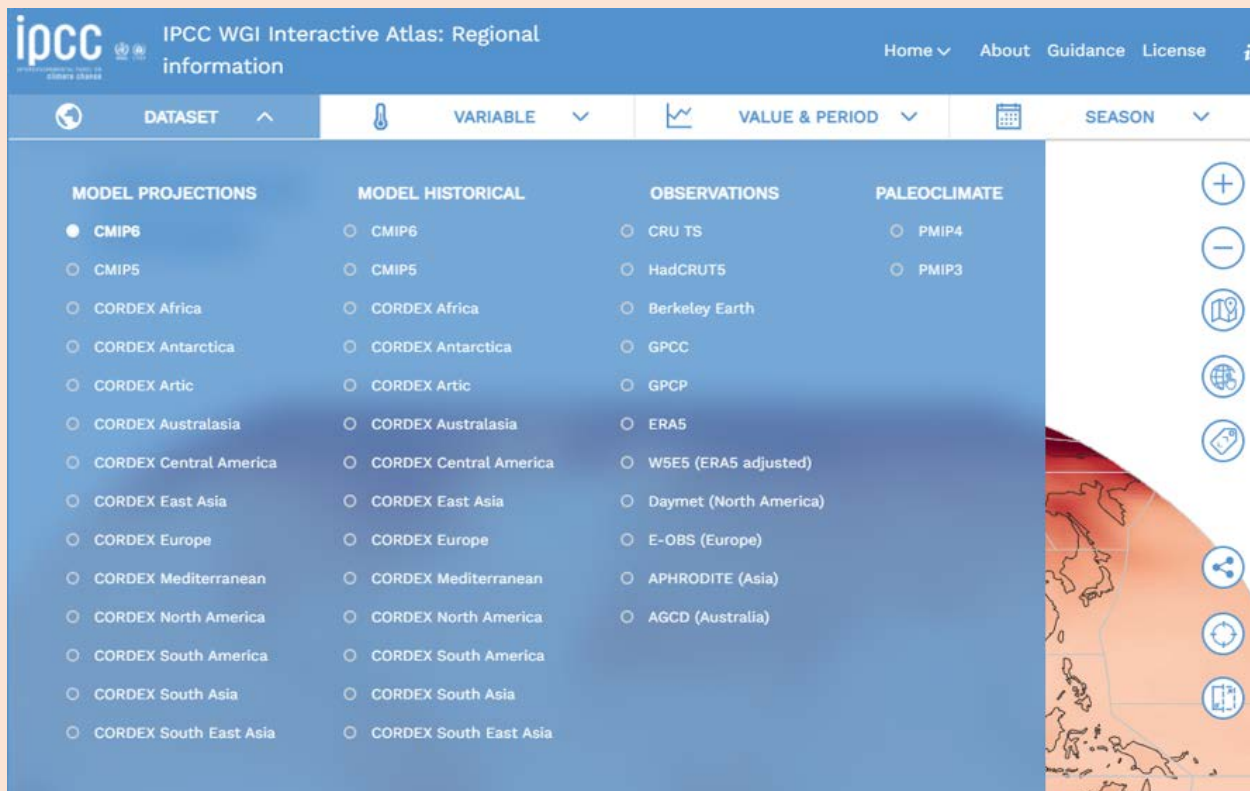 ipcc
INTERGOVERNMENTAL PANEL ON
climate change
IPCC WGI Interactive Atlas: Regional
information
Home
About
Guidance
License
DATASET
VARIABLE
VALUE & PERIOD
SEASON
MODEL PROJECTIONS
CMIP6
CMIP5
CORDEX Africa
CORDEX Antarctica
CORDEX Artic
CORDEX Australasia
CORDEX Central America
CORDEX East Asia
CORDEX Europe
CORDEX Mediterranean
CORDEX North America
CORDEX South America
CORDEX South Asia
CORDEX South East Asia
MODEL HISTORICAL
CMIP6
CMIP5
CORDEX Africa
CORDEX Antarctica
CORDEX Artic
CORDEX Australasia
CORDEX Central America
CORDEX East Asia
CORDEX Europe
CORDEX Mediterranean
CORDEX North America
CORDEX South America
CORDEX South Asia
CORDEX South East Asia
OBSERVATIONS
CRU TS
HadCRUT5
Berkeley Earth
GPCC
GPCP
ERA5
W5E5 (ERA5 adjusted)
Daymet (North America)
E-OBS (Europe)
APHRODITE (Asia)
AGCD (Australia)
PALEOCLIMATE
PMIP4
PMIP3